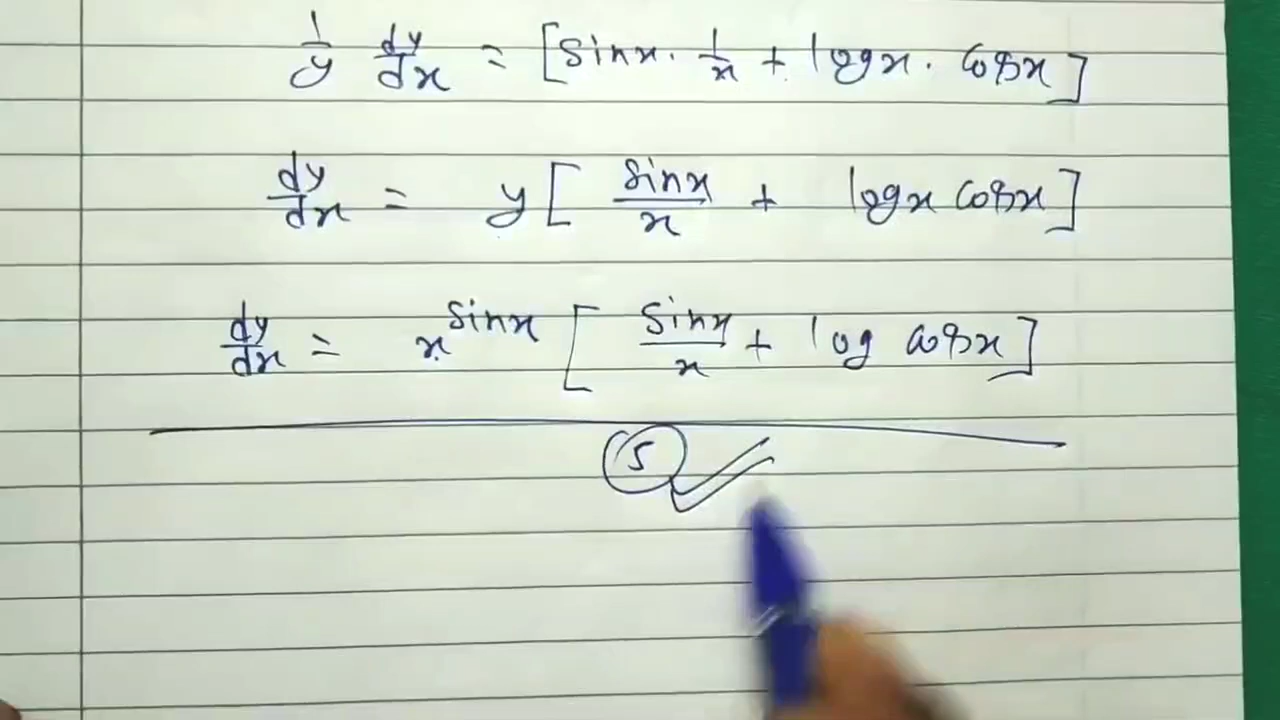 1/y dy/dx = [sinx. 1/x + logx. cosx]
dy/dx = y[ sinx/x + logx cosx]
dy/dx = x^sinx [ sinx/x + log cosx]
5